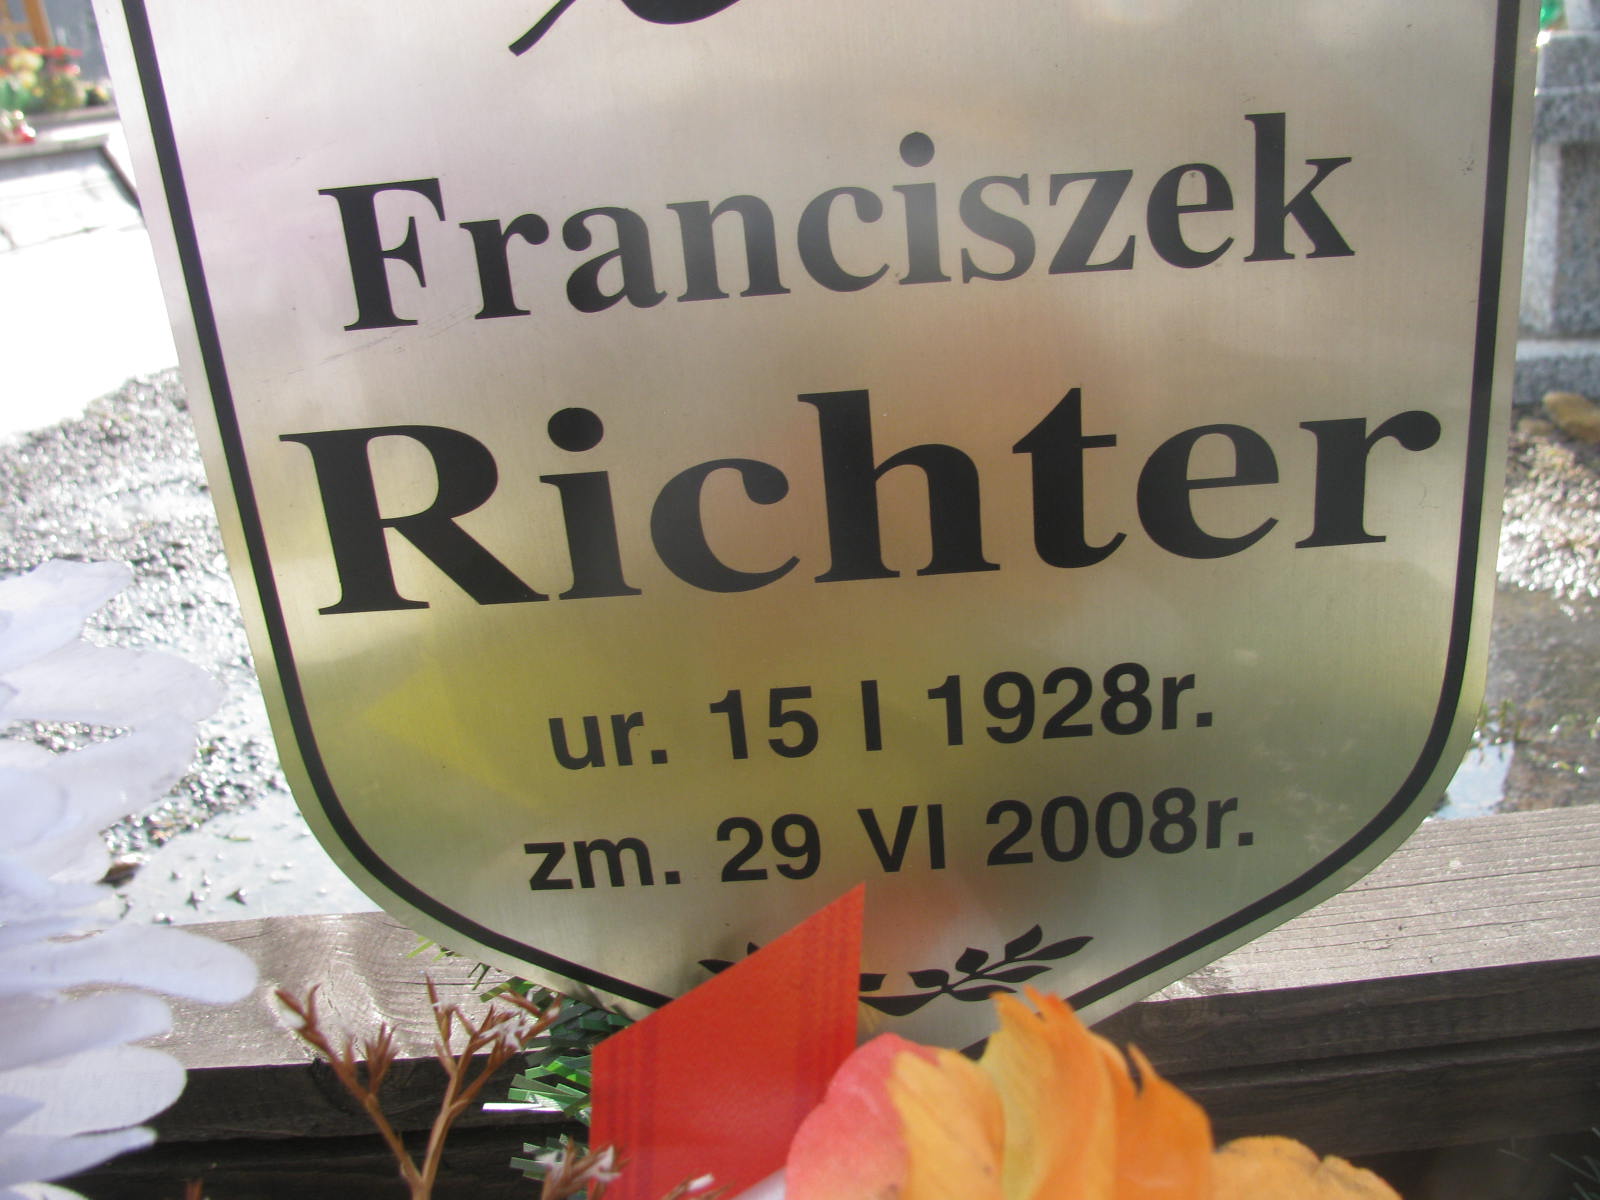 Franciszek
Richter
ur. 15 I 1928r.
zm. 29 VI 2008r.